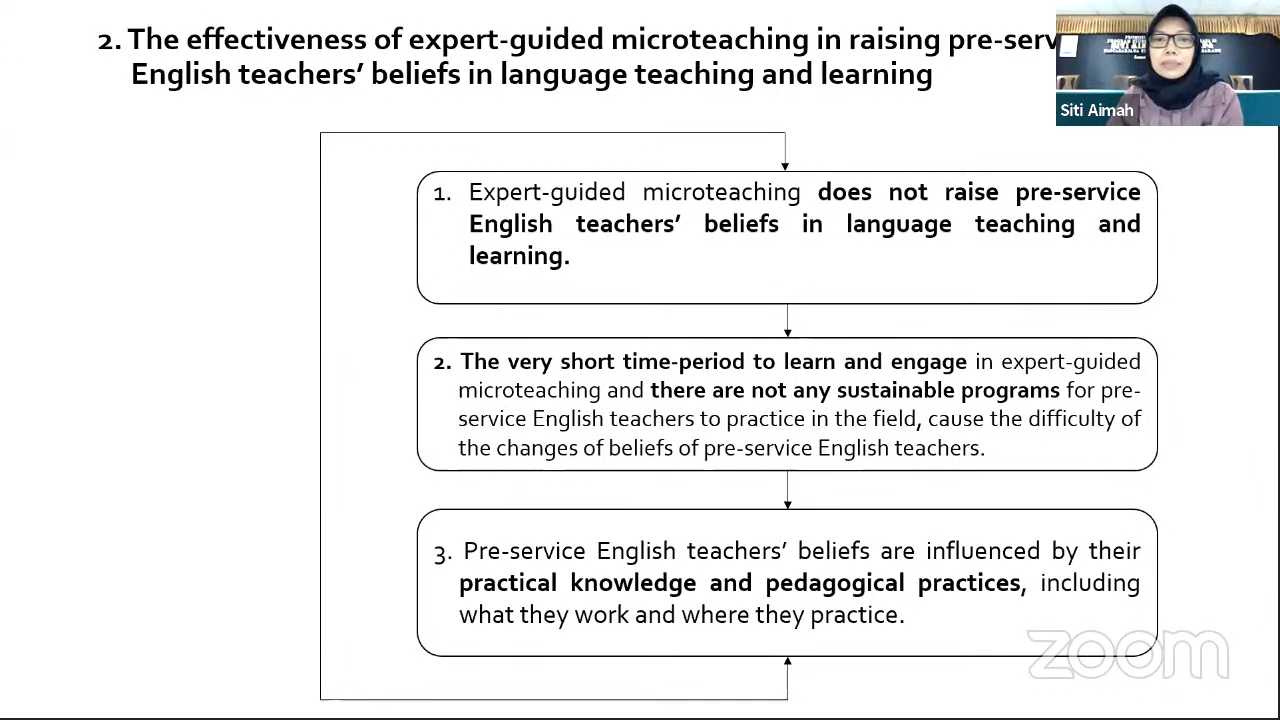 2. The effectiveness of expert-guided microteaching in raising pre-serv
English teachers’ beliefs in language teaching and learning
Siti Aimah
1. Expert-guided microteaching does not raise pre-service
English teachers’ beliefs in language teaching and
learning.
2. The very short time-period to learn and engage in expert-guided
microteaching and there are not any sustainable programs for pre-
service English teachers to practice in the field, cause the difficulty of
the changes of beliefs of pre-service English teachers.
3. Pre-service English teachers’ beliefs are influenced by their
practical knowledge and pedagogical practices, including
what they work and where they practice.
zoom